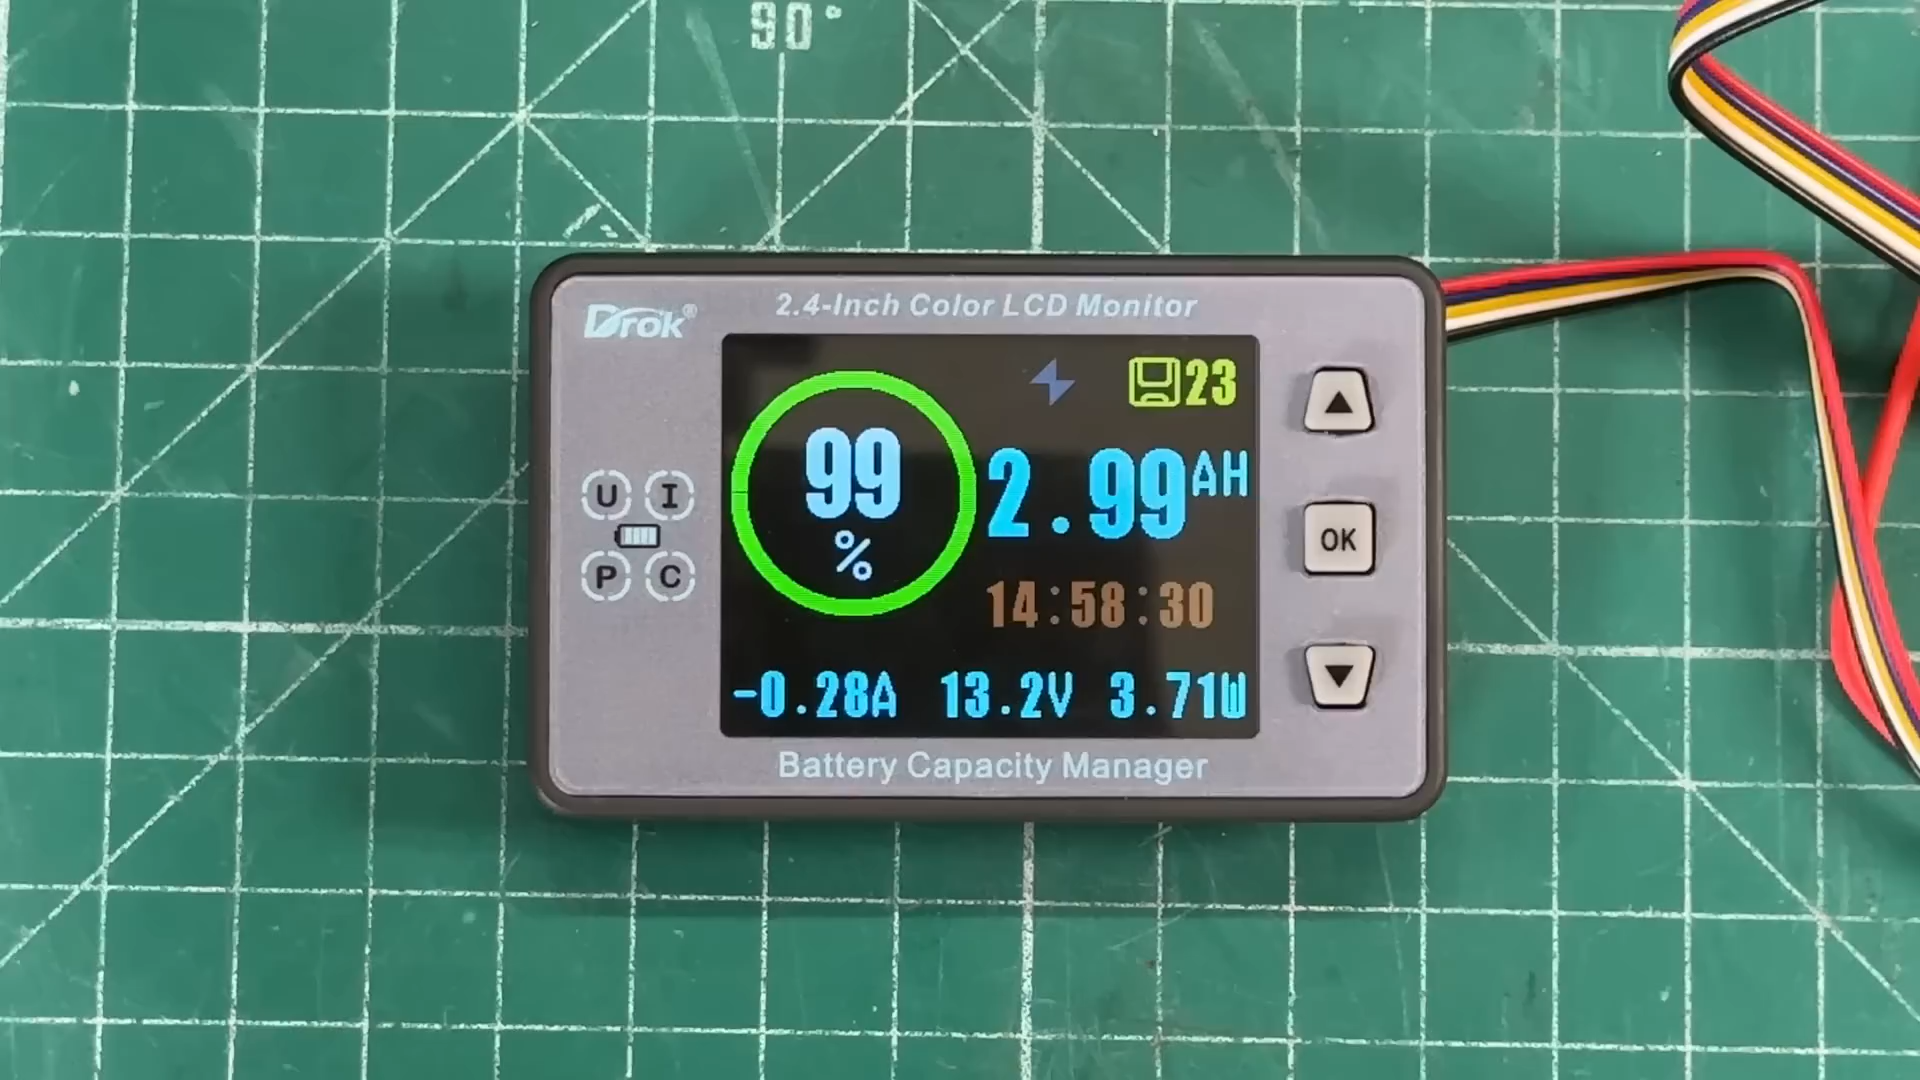 90°
Drok®
2.4-Inch Color LCD Monitor
23
99
%
2.99AH
14:58:30
-0.28A 13.2V 3.71W
U I
P C
OK
Battery Capacity Manager